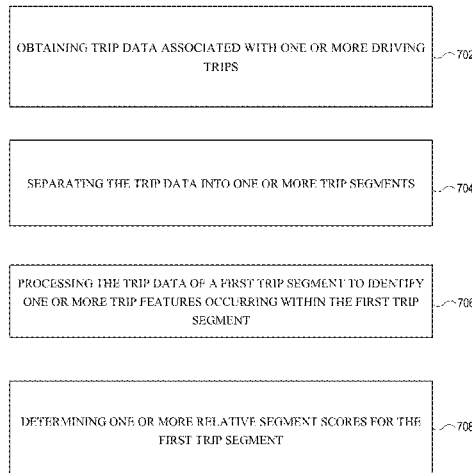 OBTAINING TRIP DATA ASSOCIATED WITH ONE OR MORE DRIVING
TRIPS
702
SEPARATING THE TRIP DATA INTO ONE OR MORE TRIP SEGMENTS
704
PROCESSING THE TRIP DATA OF A FIRST TRIP SEGMENT TO IDENTIFY
ONE OR MORE TRIP FEATURES OCCURRING WITHIN THE FIRST TRIP
SEGMENT
706
DETERMINING ONE OR MORE RELATIVE SEGMENT SCORES FOR THE
FIRST TRIP SEGMENT
708